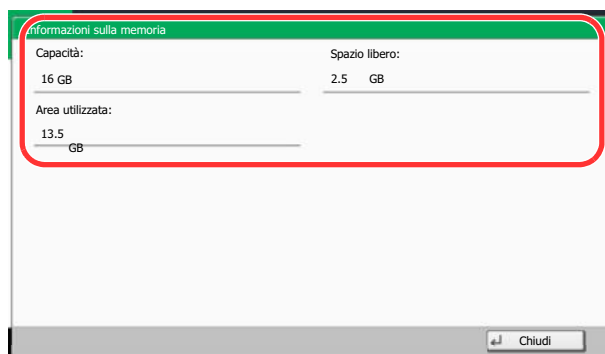 Informazioni sulla memoria
Capacità:
16 GB
Spazio libero:
2.5 GB
Area utilizzata:
13.5
GB
Chiudi